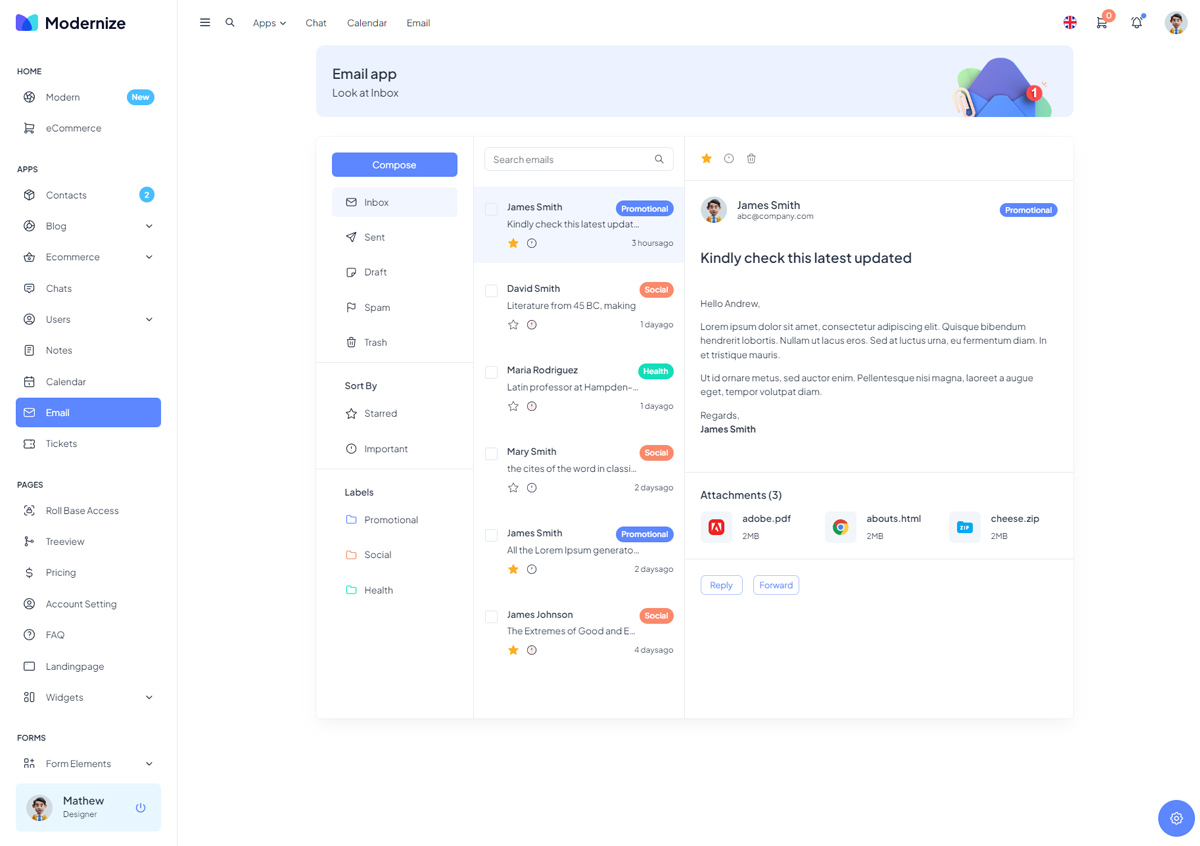 Modernize
Apps
Chat
Calendar
Email
0
HOME
Modern
New
eCommerce
APPS
Contacts
2
Blog
Ecommerce
Chats
Users
Notes
Calendar
Email
Tickets
PAGES
Roll Base Access
Treeview
Pricing
Account Setting
FAQ
Landingpage
Widgets
FORMS
Form Elements
Mathew
Designer
Email app
Look at Inbox
1
Compose
Inbox
Sent
Draft
Spam
Trash
Sort By
Starred
Important
Labels
Promotional
Social
Health
Search emails
James Smith
Promotional
Kindly check this latest updat...
3 hoursago
David Smith
Social
Literature from 45 BC, making
1 dayago
Maria Rodriguez
Health
Latin professor at Hampden-...
1 dayago
Mary Smith
Social
the cites of the word in classi...
2 daysago
James Smith
Promotional
All the Lorem Ipsum generato...
2 daysago
James Johnson
Social
The Extremes of Good and E...
4 daysago
James Smith
abc@company.com
Promotional
Kindly check this latest updated
Hello Andrew,
Lorem ipsum dolor sit amet, consectetur adipiscing elit. Quisque bibendum
hendrerit lobortis. Nullam ut lacus eros. Sed at luctus urna, eu fermentum diam. In
et tristique mauris.
Ut id ornare metus, sed auctor enim. Pellentesque nisi magna, laoreet a augue
eget, tempor volutpat diam.
Regards,
James Smith
Attachments (3)
adobe.pdf
2MB
abouts.html
2MB
ZIP
cheese.zip
2MB
Reply
Forward